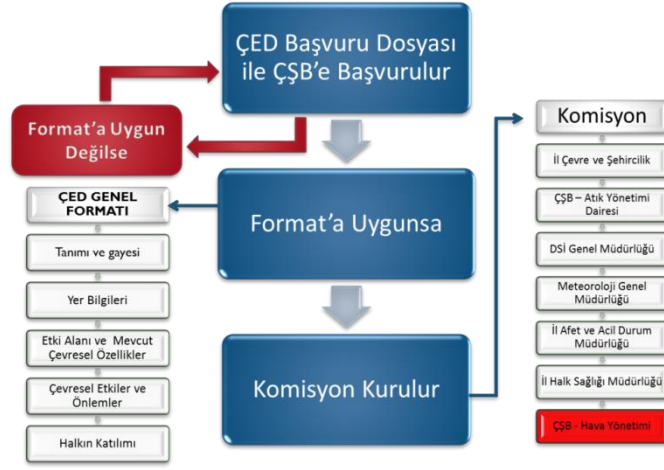 ÇED Başvuru Dosyası
ile ÇŞB'e Başvurulur
Format'a Uygun
Değilse
Format'a Uygunsa
Komisyon Kurulur
ÇED GENEL
FORMATI
Tanımı ve gayesi
Yer Bilgileri
Etki Alanı ve Mevcut
Çevresel Özellikler
Çevresel Etkiler ve
Önlemler
Halkın Katılımı
Komisyon
İl Çevre ve Şehircilik
ÇŞB – Atık Yönetimi
Dairesi
DSİ Genel Müdürlüğü
Meteoroloji Genel
Müdürlüğü
İl Afet ve Acil Durum
Müdürlüğü
İl Halk Sağlığı Müdürlüğü
ÇŞB - Hava Yönetimi